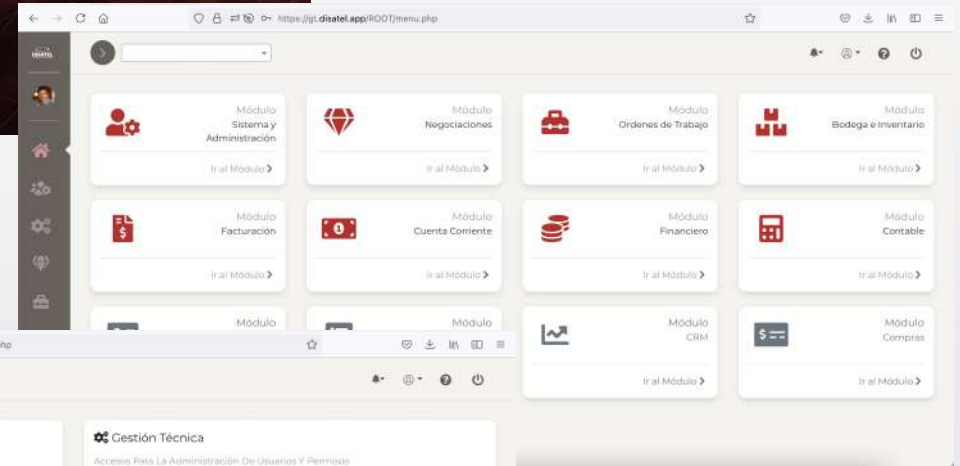 https://gt.disatel.app/ROOT/menu.php
DISATEL
Módulo
Sistema y
Administración
Ir al Módulo
Módulo
Negociaciones
Ir al Módulo
Módulo
Ordenes de Trabajo
Ir al Módulo
Módulo
Bodega e Inventario
Ir al Módulo
Módulo
Facturación
Ir al Módulo
Módulo
Cuenta Corriente
Ir al Módulo
Módulo
Financiero
Ir al Módulo
Módulo
Contable
Ir al Módulo
Módulo
Módulo
Módulo
CRM
Ir al Módulo
Módulo
Compras
Ir al Módulo
php
Gestión Técnica
Accesos Para La Administración De Usuarios Y Permisos